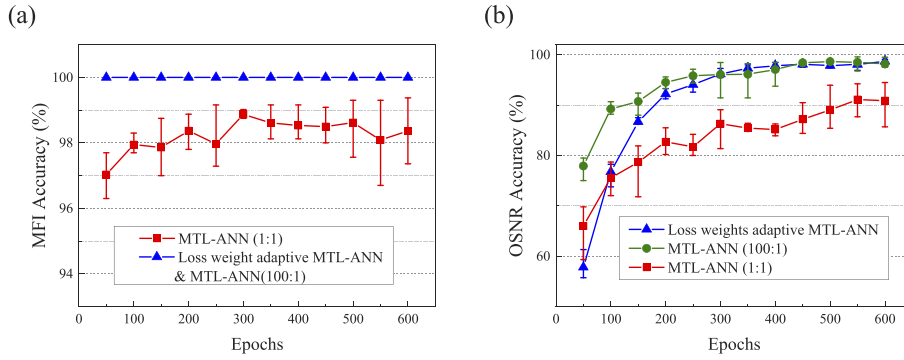 (a)
100
98
96
94
MFI Accuracy (%)
MTL-ANN (1:1)
Loss weight adaptive MTL-ANN
& MTL-ANN(100:1)
0
100
200
300
400
500
600
Epochs
(b)
100
80
60
OSNR Accuracy (%)
Loss weights adaptive MTL-ANN
MTL-ANN (100:1)
MTL-ANN (1:1)
0
100
200
300
400
500
600
Epochs